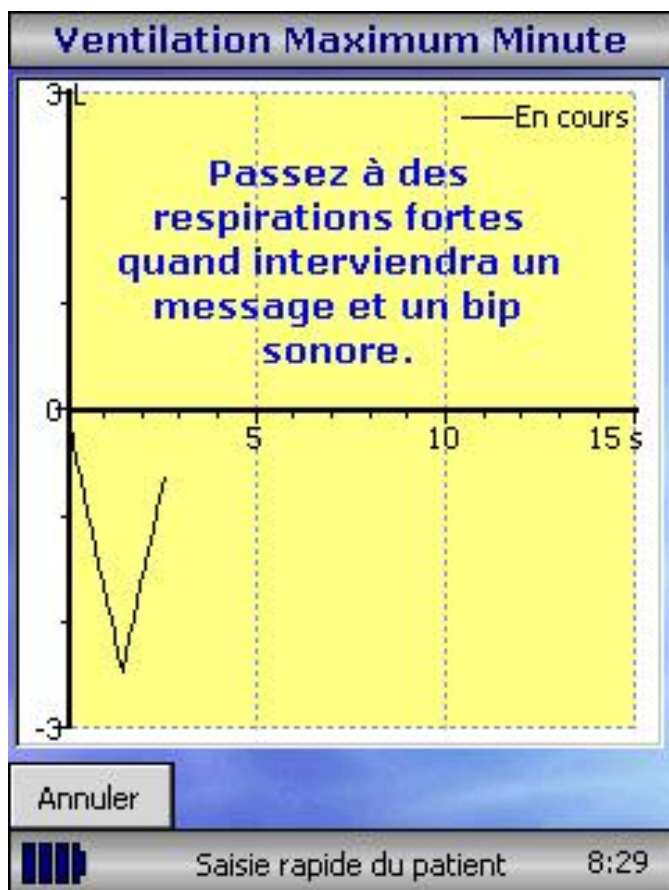 Ventilation Maximum Minute
3 L
En cours
Passez à des
respirations fortes
quand interviendra un
message et un bip
sonore.
0
5 10 15 s
-3
Annuler
Saisie rapide du patient 8:29